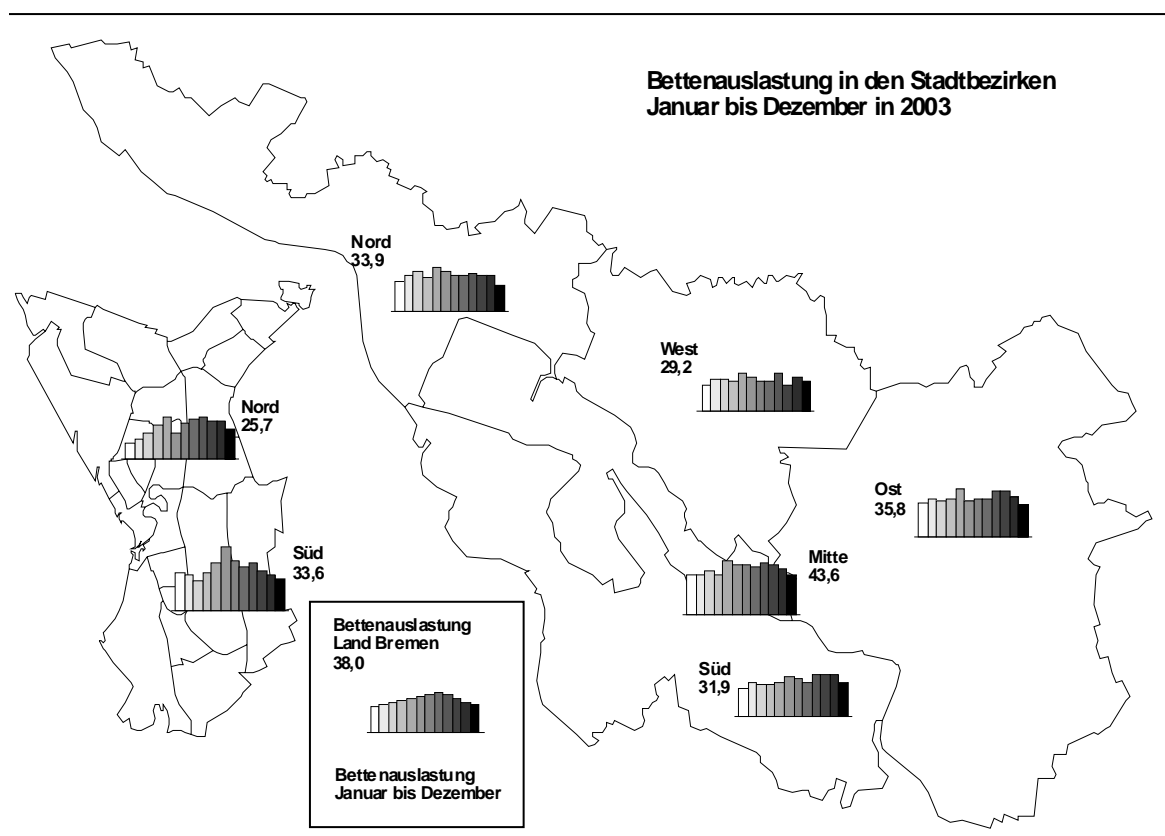 Bettenauslastung in den Stadtbezirken
Januar bis Dezember in 2003
Nord
33,9
West
29,2
Nord
25,7
Ost
35,8
Süd
33,6
Mitte
43,6
Bettenauslastung
Land Bremen
38,0
Süd
31,9
Bettenauslastung
Januar bis Dezember